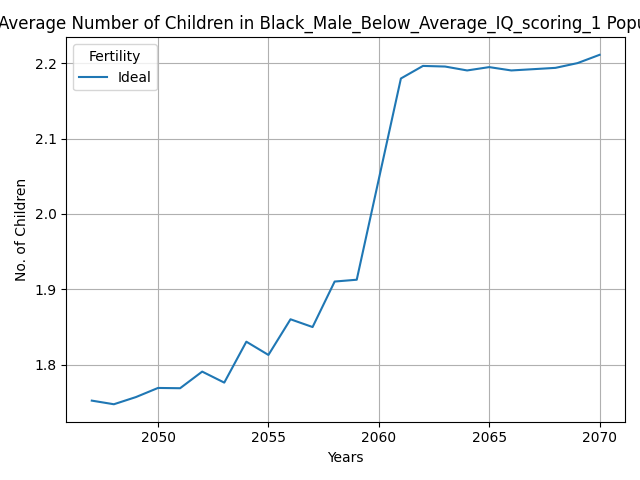 Average Number of Children in Black_Male_Below_Average_IQ_scoring_1
Fertility
Ideal
No. of Children
2.2
2.1
2.0
1.9
1.8
2050 2055 2060 2065 2070
Years